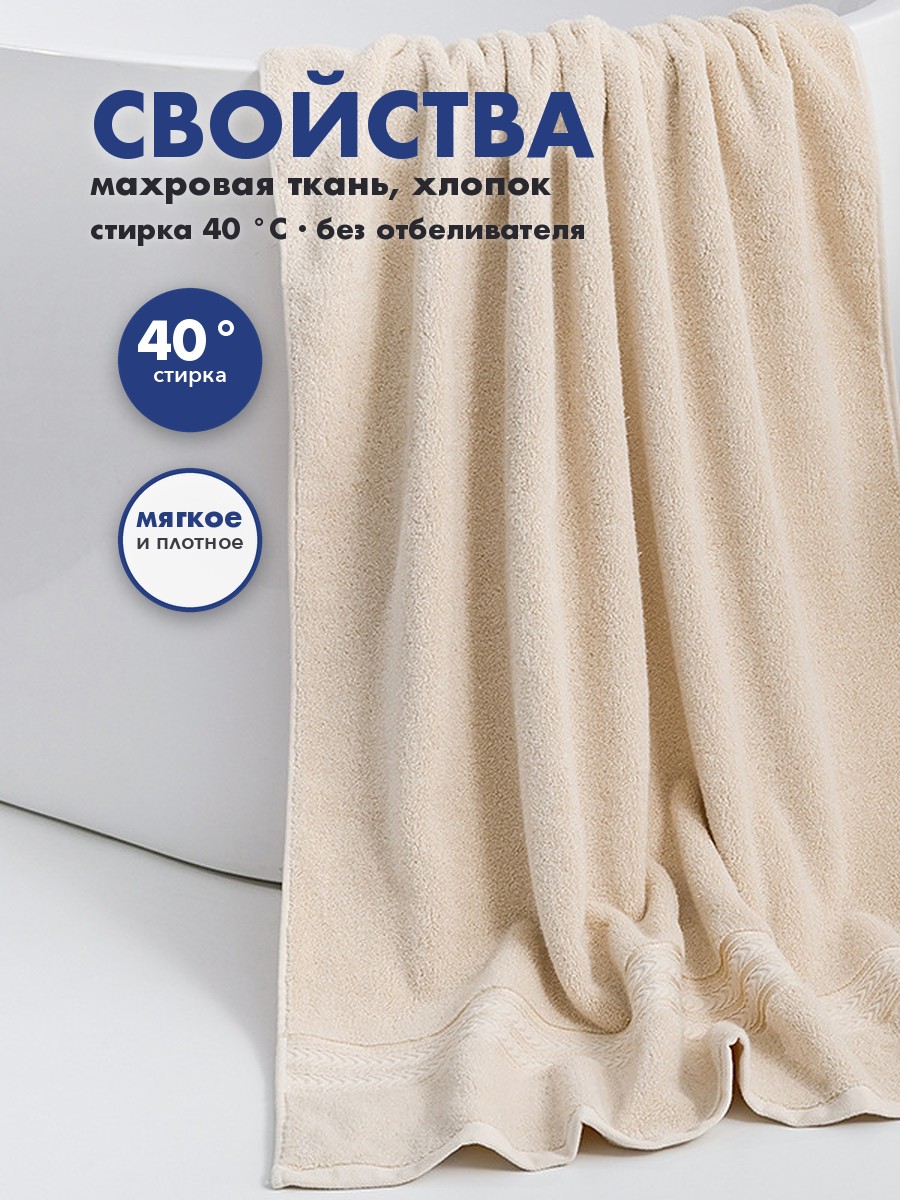 СВОЙСТВА
махровая ткань, хлопок
стирка 40 °C · без отбеливателя
40°
стирка
мягкое
и плотное